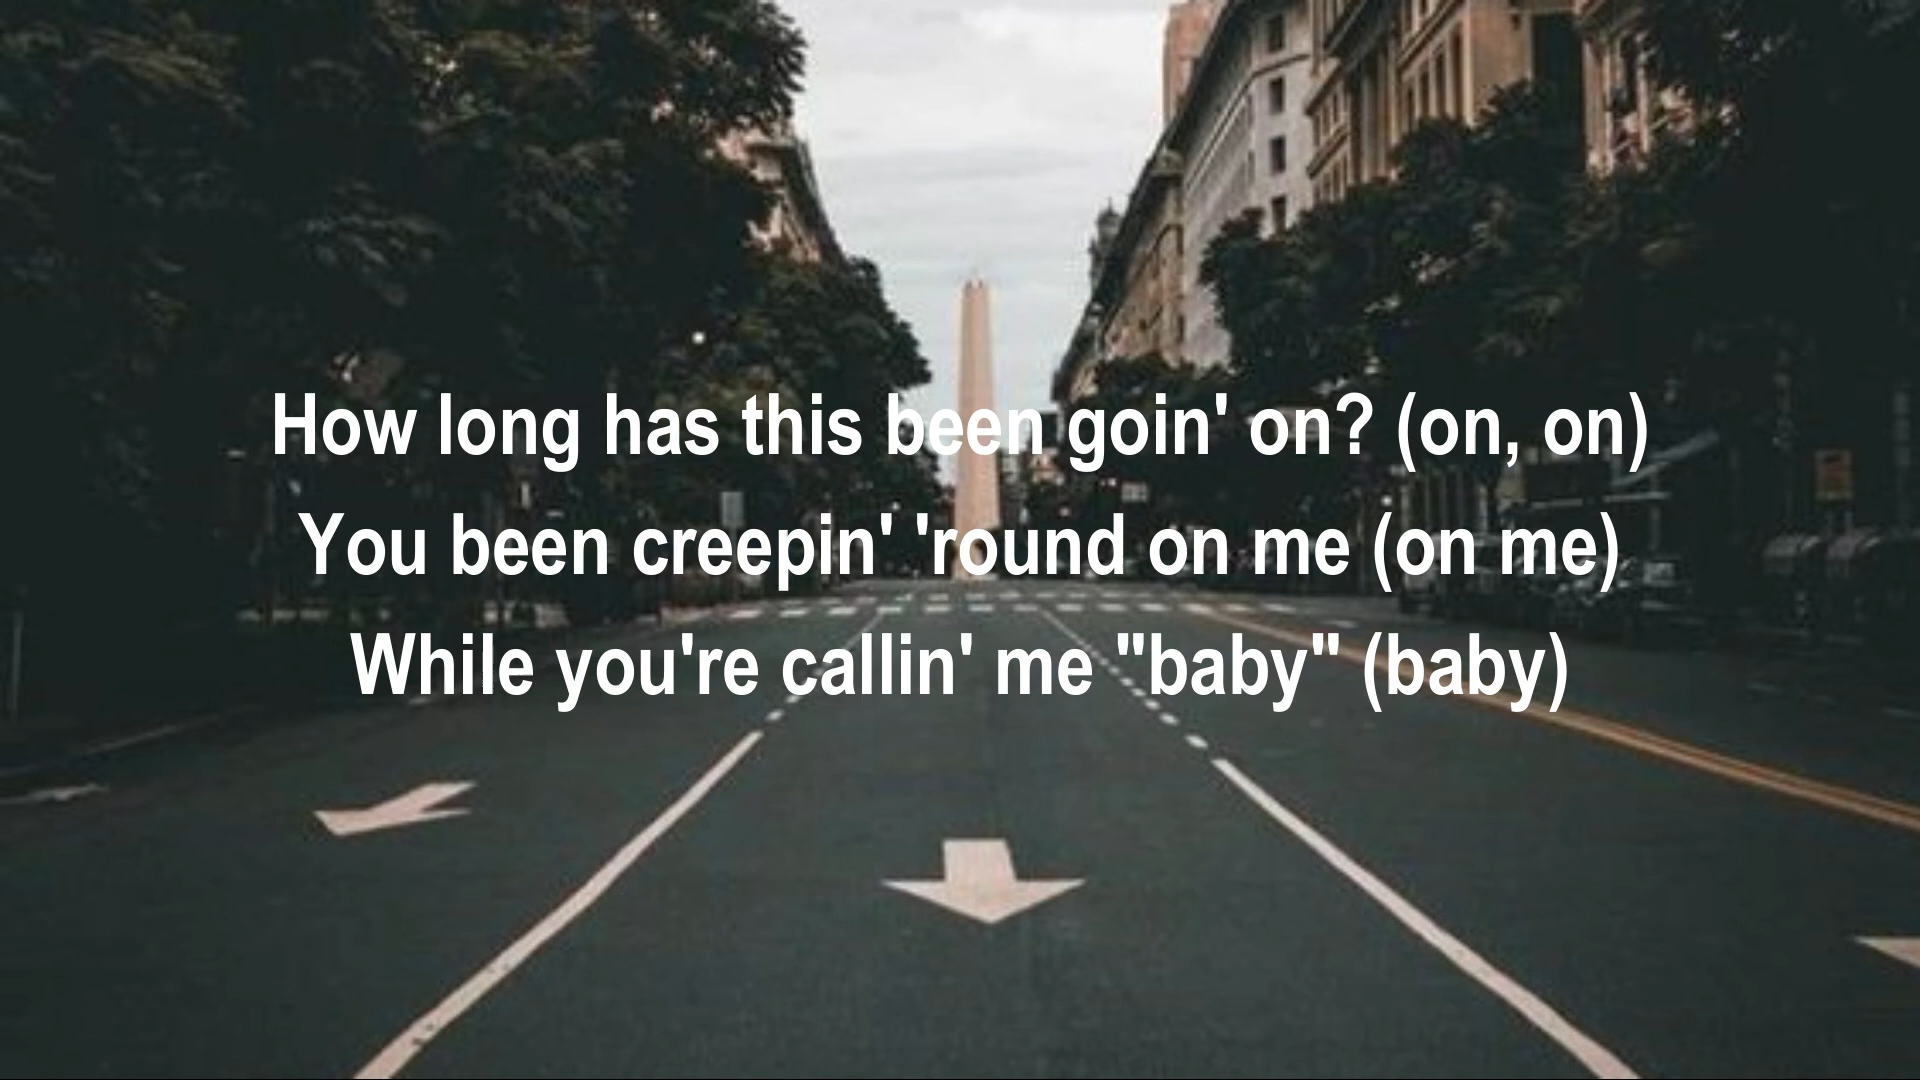 How long has this been goin' on? (on, on)
You been creepin' 'round on me (on me)
While you're callin' me "baby" (baby)